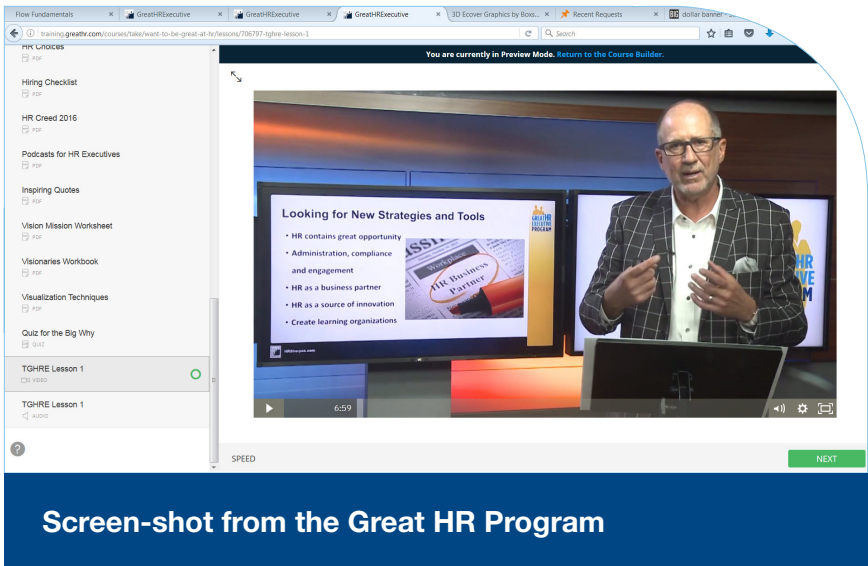 Flow Fundamentals
GreatHRExecutive
GreatHRExecutive
GreatHRExecutive
3D Ecover Graphics by Boxs...
Recent Requests
BG dollar banner -
training.greathr.com/courses/take/want-to-be-great-at-hr/lessons/706797-tghre-lesson-1
Search
You are currently in Preview Mode. Return to the Course Builder.
HR Choices
PDF
Hiring Checklist
PDF
HR Creed 2016
PDF
Podcasts for HR Executives
PDF
Inspiring Quotes
PDF
Vision Mission Worksheet
PDF
Visionaries Workbook
PDF
Visualization Techniques
PDF
Quiz for the Big Why
QUIZ
TGHRE Lesson 1
VIDEO
TGHRE Lesson 1
AUDIO
?
Looking for New Strategies and Tools
• HR contains great opportunity
• Administration, compliance
and engagement
• HR as a business partner
• HR as a source of innovation
• Create learning organizations
Workplace
HR Business
Partner
GREAT HR
EXECUTIVE
PROGRAM
HRSharpee.com
HR
IVE
M
6:59
SPEED
NEXT
Screen-shot from the Great HR Program